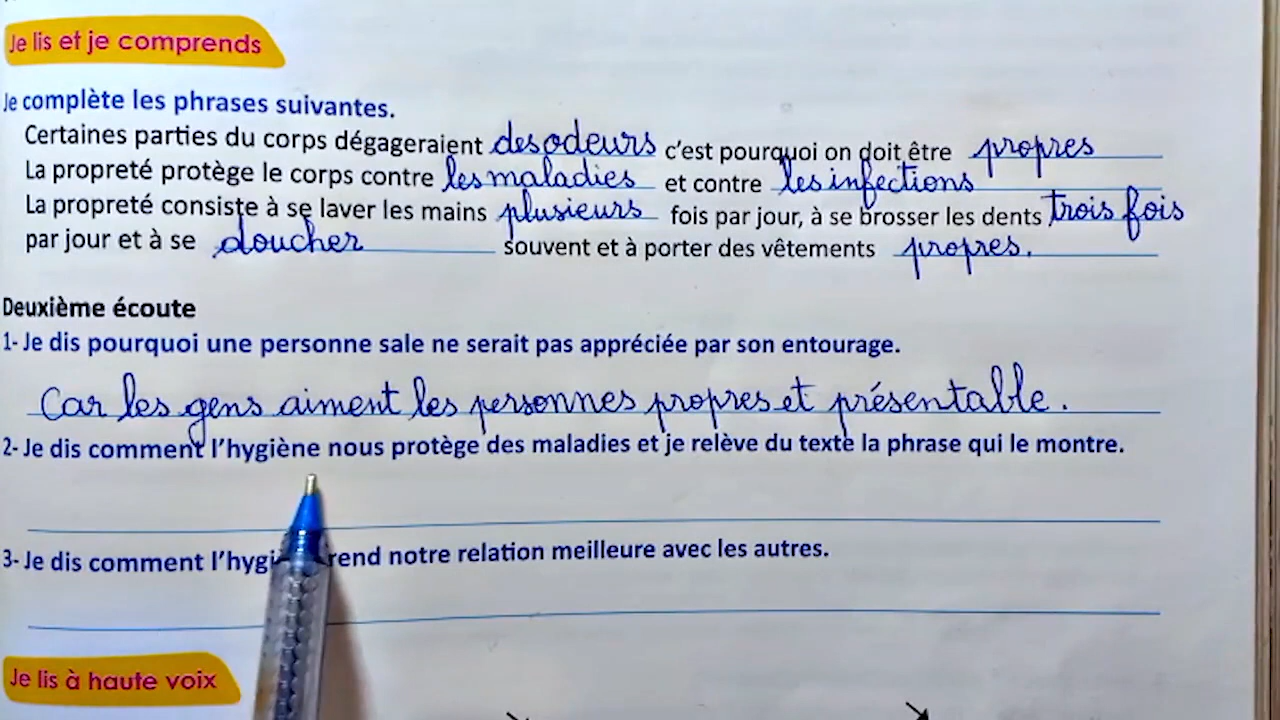 Je lis et je comprends
Je complète les phrases suivantes.
Certaines parties du corps dégageraient des odeurs c'est pourquoi on doit être propres
La propreté protège le corps contre les maladies et contre les infections
La propreté consiste à se laver les mains plusieurs fois par jour, à se brosser les dents trois fois
par jour et à se doucher souvent et à porter des vêtements propres.
Deuxième écoute
1- Je dis pourquoi une personne sale ne serait pas appréciée par son entourage.
Car les gens aiment les personnes propres et présentable.
2- Je dis comment l'hygiène nous protège des maladies et je relève du texte la phrase qui le montre.
3- Je dis comment rend notre relation meilleure avec les autres.
Je lis à haute voix